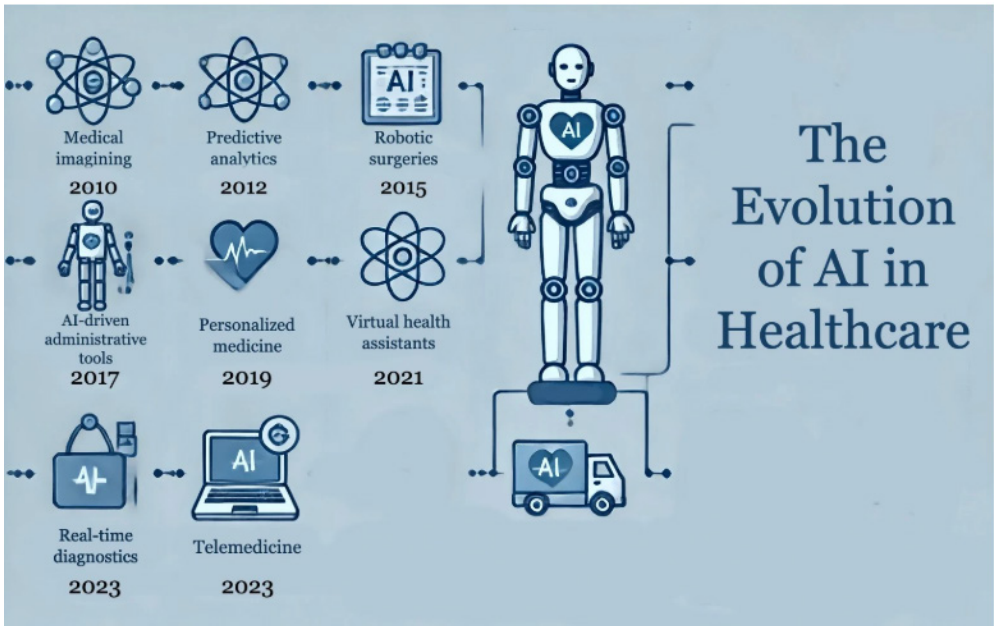 Medical
imagining
2010
Predictive
analytics
2012
AI
Robotic
surgeries
2015
AI
The
Evolution
of AI in
Healthcare
AI-driven
administrative
tools
2017
Personalized
medicine
2019
Virtual health
assistants
2021
AI
Real-time
diagnostics
2023
AI
Telemedicine
2023
AI